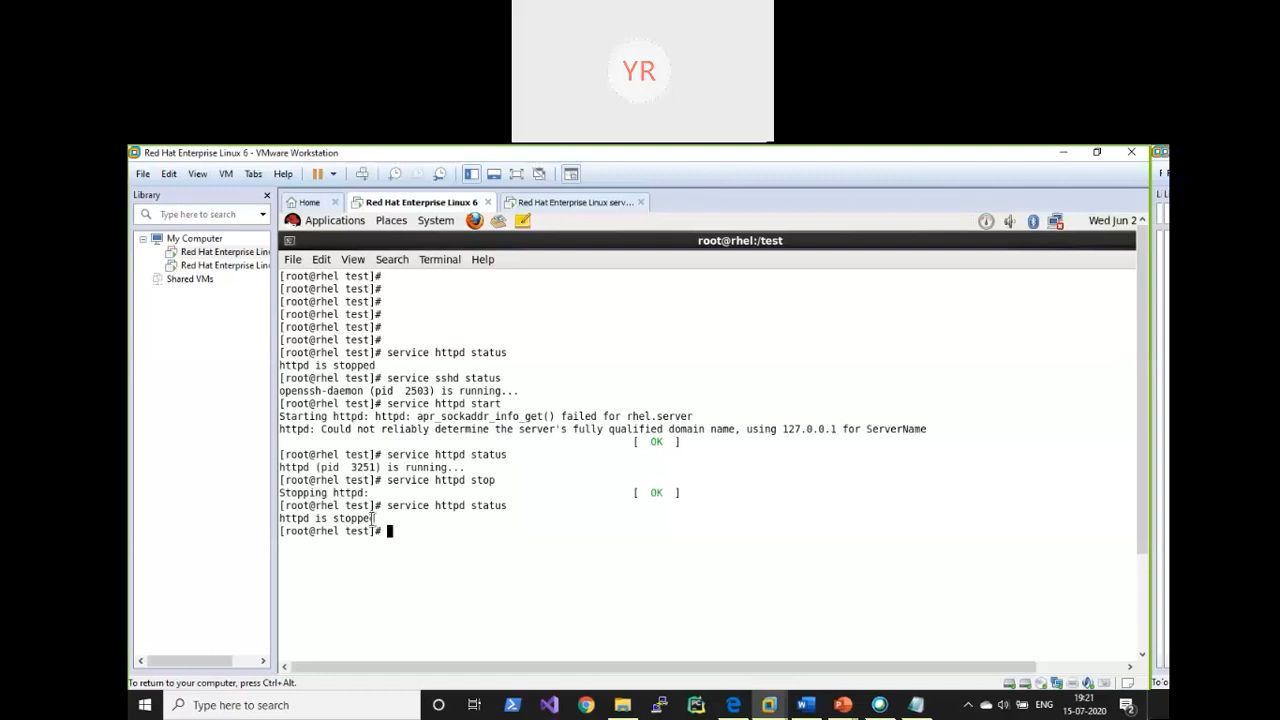 YR
Red Hat Enterprise Linux 6 - VMware Workstation
File Edit View VM Tabs Help
Library
Type here to search
My Computer
Red Hat Enterprise Lin
Red Hat Enterprise Lin
Shared VMs
Home
Red Hat Enterprise Linux 6
Red Hat Enterprise Linux serv...
Applications Places System
Wed Jun 2
root@rhel:/test
File Edit View Search Terminal Help
[root@rhel test]#
[root@rhel test]#
[root@rhel test]#
[root@rhel test]#
[root@rhel test]#
[root@rhel test]#
[root@rhel test]# service httpd status
httpd is stopped
[root@rhel test]# service sshd status
openssh-daemon (pid  2503) is running...
[root@rhel test]# service httpd start
Starting httpd: httpd: apr_sockaddr_info_get() failed for rhel.server
httpd: Could not reliably determine the server's fully qualified domain name, using 127.0.0.1 for ServerName
[  OK  ]
[root@rhel test]# service httpd status
httpd (pid  3251) is running...
[root@rhel test]# service httpd stop
Stopping httpd: [  OK  ]
[root@rhel test]# service httpd status
httpd is stopped
[root@rhel test]#
To return to your computer, press Ctrl+Alt.
Type here to search
ENG
19:21
15-07-2020
2